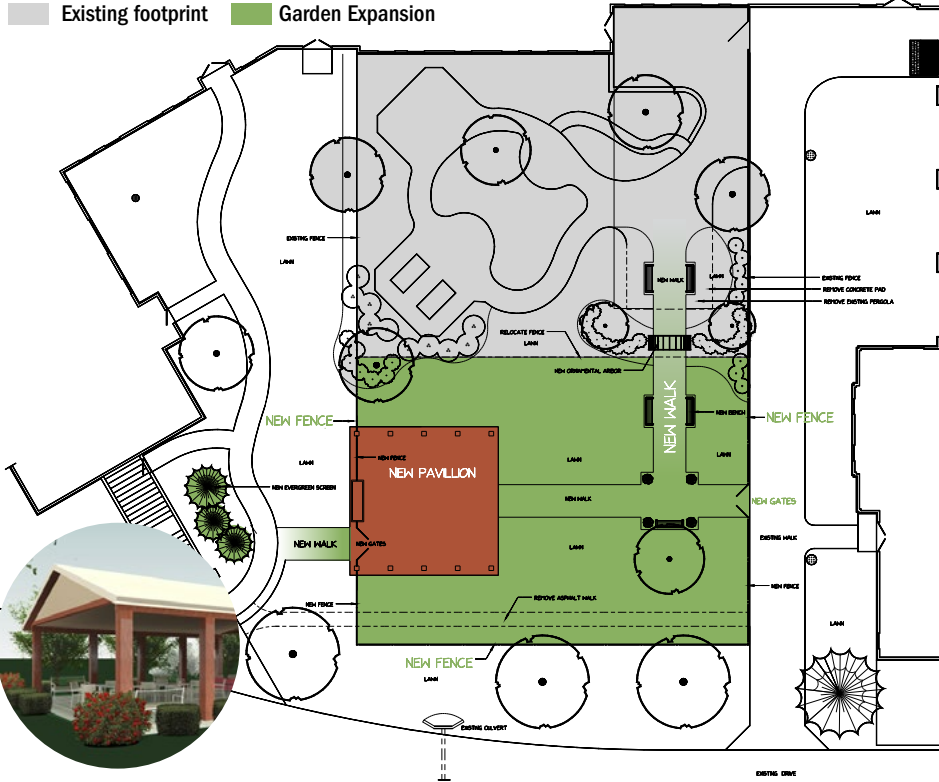 Existing footprint
Garden Expansion
LAWN
EXISTING FENCE
LAWN
NEW WALK
LAWN
EXISTING FENCE
REMOVE CONCRETE PAD
REMOVE EXISTING PERGOLA
RELOCATE FENCE
LAWN
NEW ORNAMENTAL ARBOR
NEW WALK
NEW BENCH
NEW FENCE
NEW FENCE
NEW FENCE
NEW PAVILLION
LAWN
LAWN
LAWN
NEW EVERGREEN SCREEN
NEW WALK
NEW GATES
EXISTING WALK
NEW WALK
NEW GATES
LAWN
NEW FENCE
REMOVE ASPHALT WALK
NEW FENCE
LAWN
NEW FENCE
LAWN
EXISTING CULVERT
EXISTING DRIVE